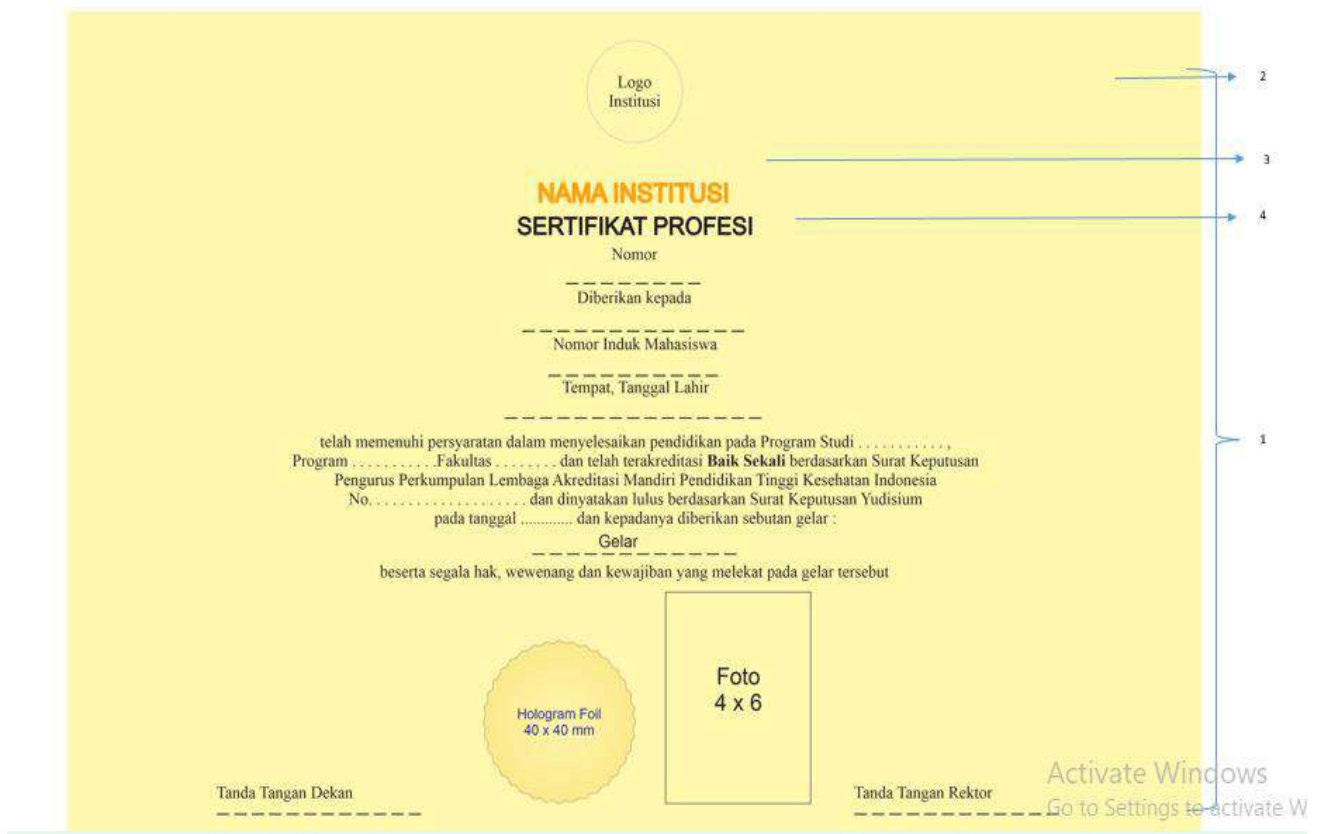 Logo
Institusi
2
3
NAMA INSTITUSI
SERTIFIKAT PROFESI
4
Nomor
Diberikan kepada
Nomor Induk Mahasiswa
Tempat, Tanggal Lahir
telah memenuhi persyaratan dalam menyelesaikan pendidikan pada Program Studi . . . . . . . . . . . ,
Program . . . . . . . . . . .Fakultas . . . . . . . . dan telah terakreditasi Baik Sekali berdasarkan Surat Keputusan
Pengurus Perkumpulan Lembaga Akreditasi Mandiri Pendidikan Tinggi Kesehatan Indonesia
No. . . . . . . . . . . . . . . . . . . . dan dinyatakan lulus berdasarkan Surat Keputusan Yudisium
pada tanggal ............. dan kepadanya diberikan sebutan gelar :
1
Gelar
beserta segala hak, wewenang dan kewajiban yang melekat pada gelar tersebut
Foto
4 x 6
Hologram Foil
40 x 40 mm
Tanda Tangan Dekan
Tanda Tangan Rektor
Activate Windows
Go to Settings to activate W